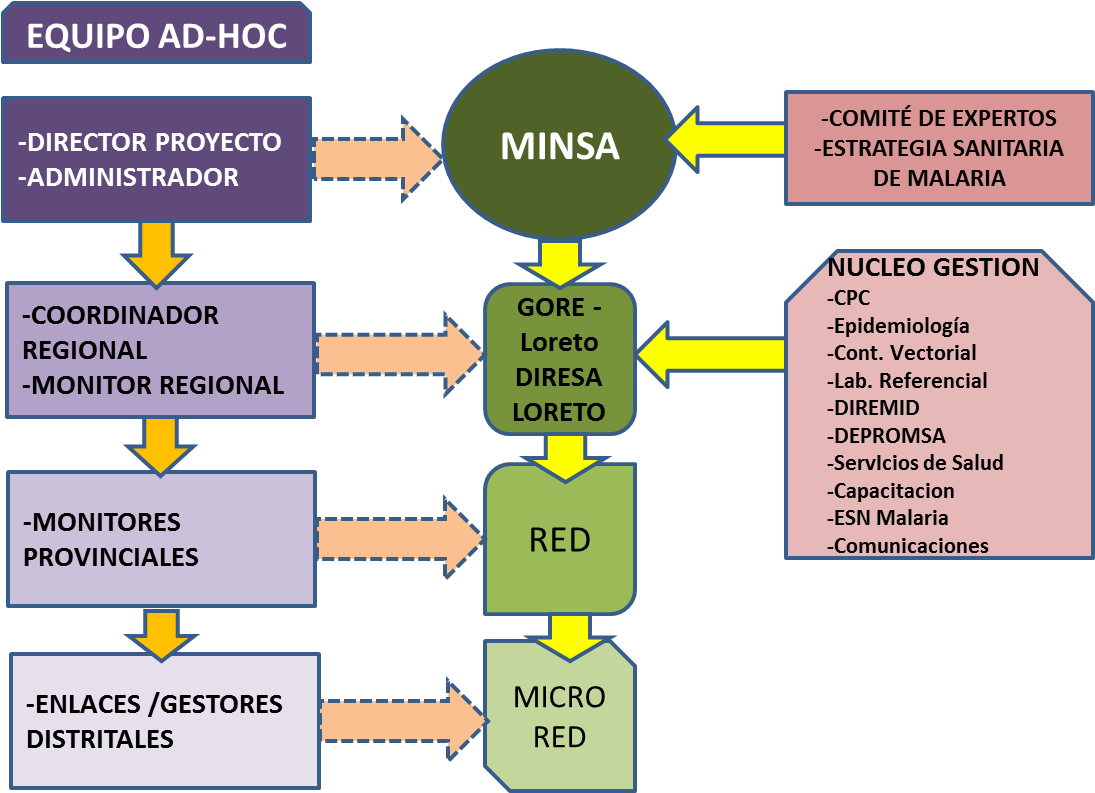 EQUIPO AD-HOC
-DIRECTOR PROYECTO
-ADMINISTRADOR
MINSA
-COMITÉ DE EXPERTOS
-ESTRATEGIA SANITARIA
DE MALARIA
-COORDINADOR
REGIONAL
-MONITOR REGIONAL
GORE -
Loreto
DIRESA
LORETO
NUCLEO GESTION
-CPC
-Epidemiología
-Cont. Vectorial
-Lab. Referencial
-DIREMID
-DEPROMSA
-ServIcios de Salud
-Capacitacion
-ESN Malaria
-Comunicaciones
-MONITORES
PROVINCIALES
RED
-ENLACES /GESTORES
DISTRITALES
MICRO
RED